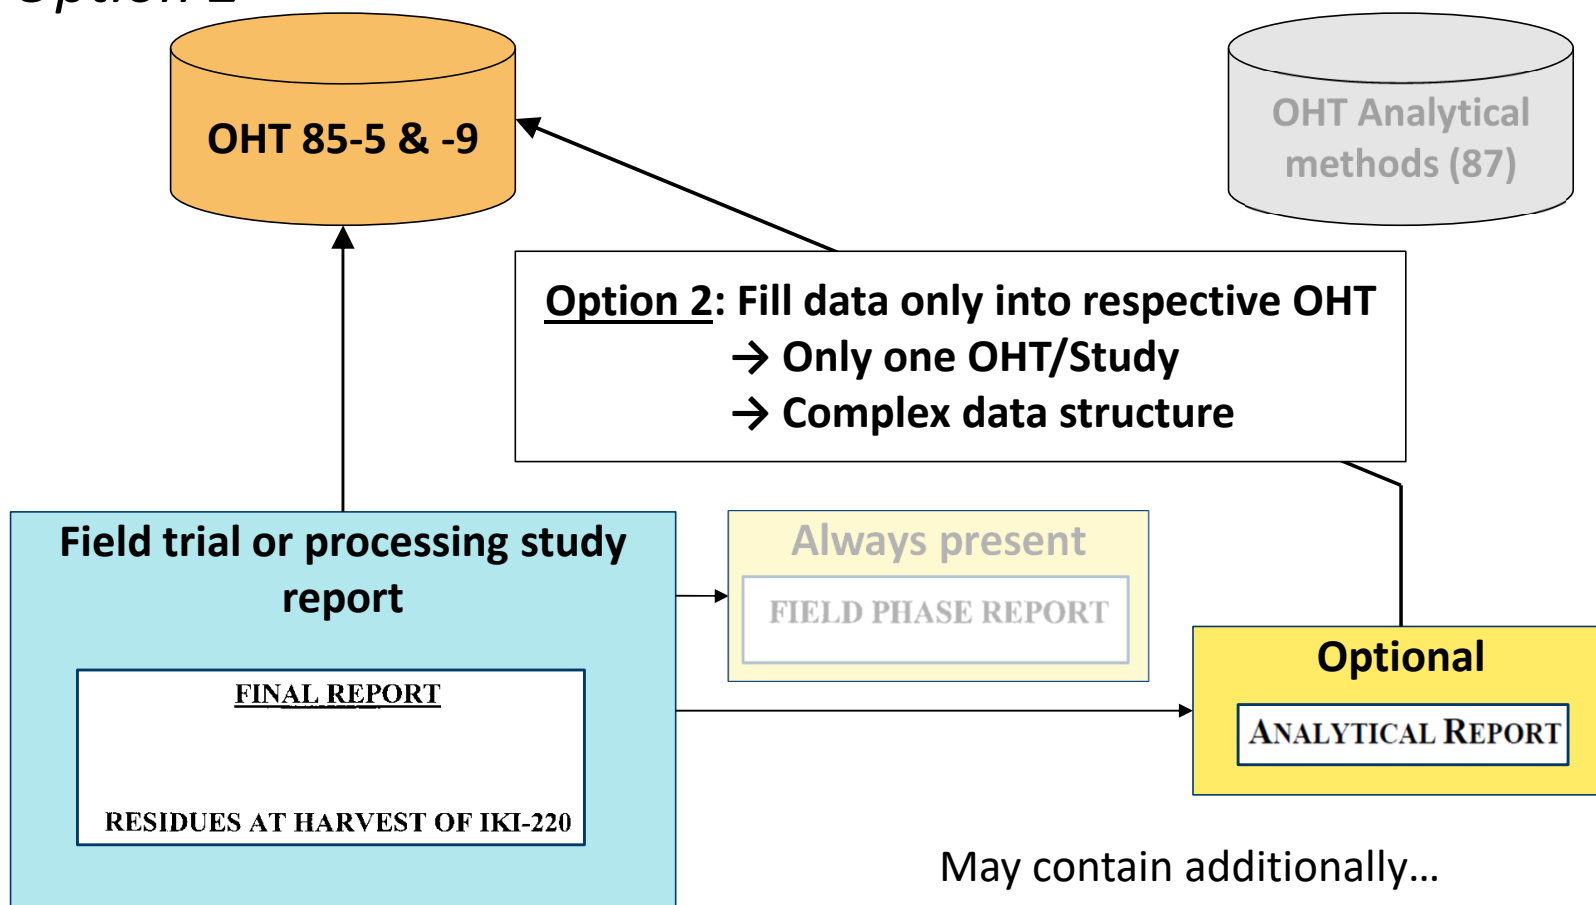 Option 2
OHT 85-5 & -9
OHT Analytical
methods (87)
Option 2: Fill data only into respective OHT
→ Only one OHT/Study
→ Complex data structure
Field trial or processing study
report
FINAL REPORT
RESIDUES AT HARVEST OF IKI-220
Always present
FIELD PHASE REPORT
Optional
ANALYTICAL REPORT
May contain additionally…